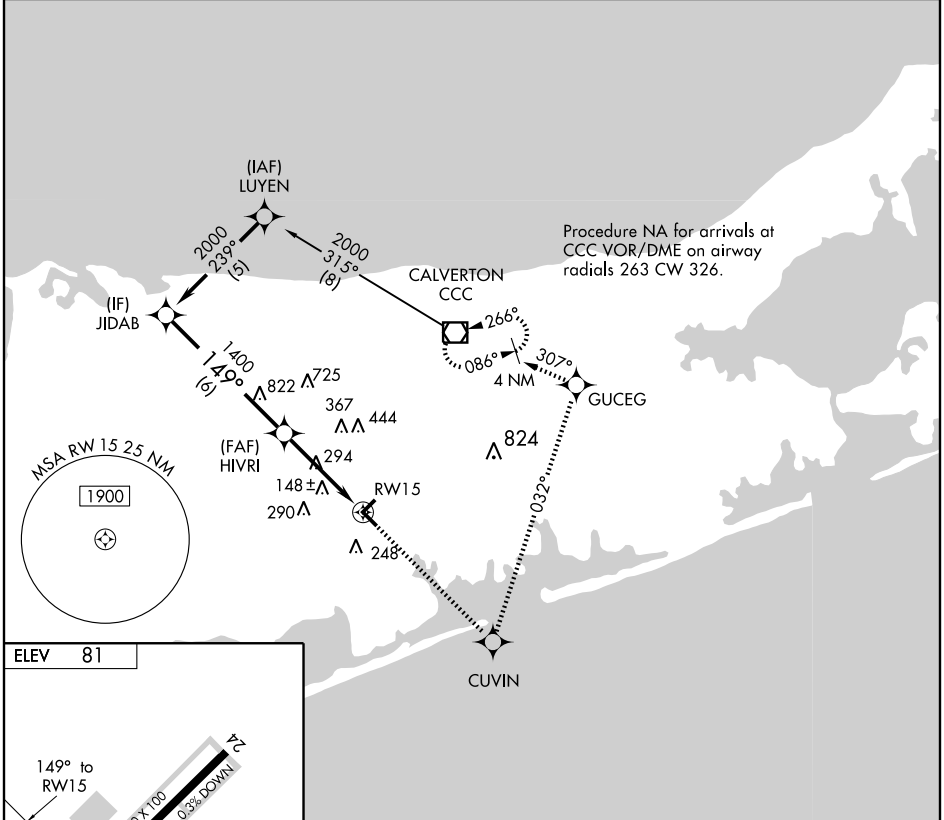 (IAF)
LUYEN
2000
239°
(5)
2000
315°
(8)
Procedure NA for arrivals at
CCC VOR/DME on airway
radials 263 CW 326.
CALVERTON
CCC
(IF)
JIDAB
266°
086°
4 NM
307°
GUCEG
1400
149°
(6)
822
725
367
444
824
(FAF)
HIVRI
294
148±
290
RW15
248
032°
MSA RW 15 25 NM
1900
CUVIN
ELEV 81
149° to
RW15
24
X 100
0.3% DOWN